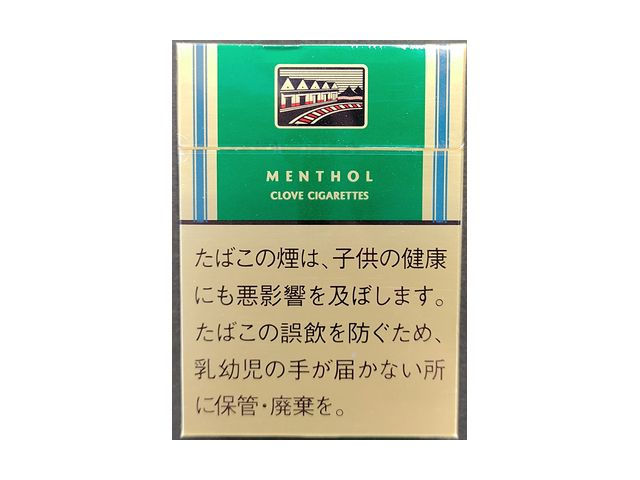 MENTHOL
CLOVE CIGARETTES
たばこの煙は、子供の健康
にも悪影響を及ぼします。
たばこの誤飲を防ぐため、
乳幼児の手が届かない所
に保管・廃棄を。